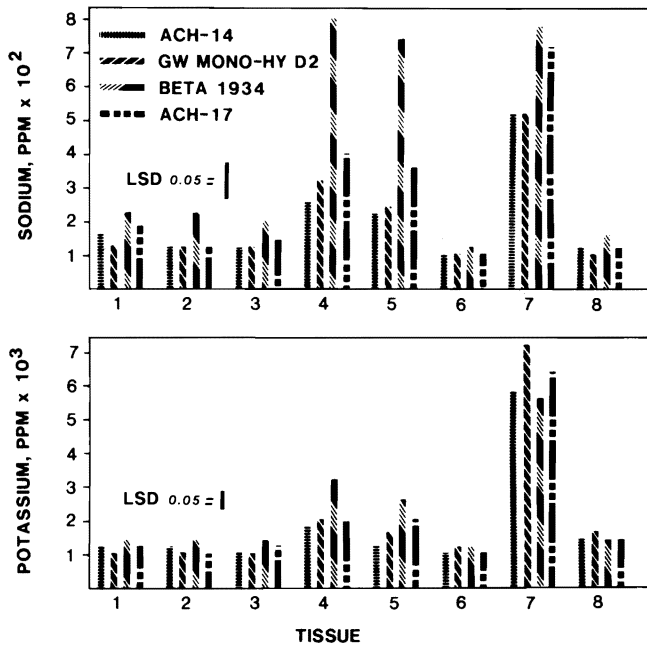 SODIUM, PPM x 10²
8
7
6
5
4
3
2
1
ACH-14
GW MONO-HY D2
BETA 1934
ACH-17
LSD 0.05 =
1 2 3 4 5 6 7 8
POTASSIUM, PPM x 10³
7
6
5
4
3
2
1
LSD 0.05 =
1 2 3 4 5 6 7 8
TISSUE